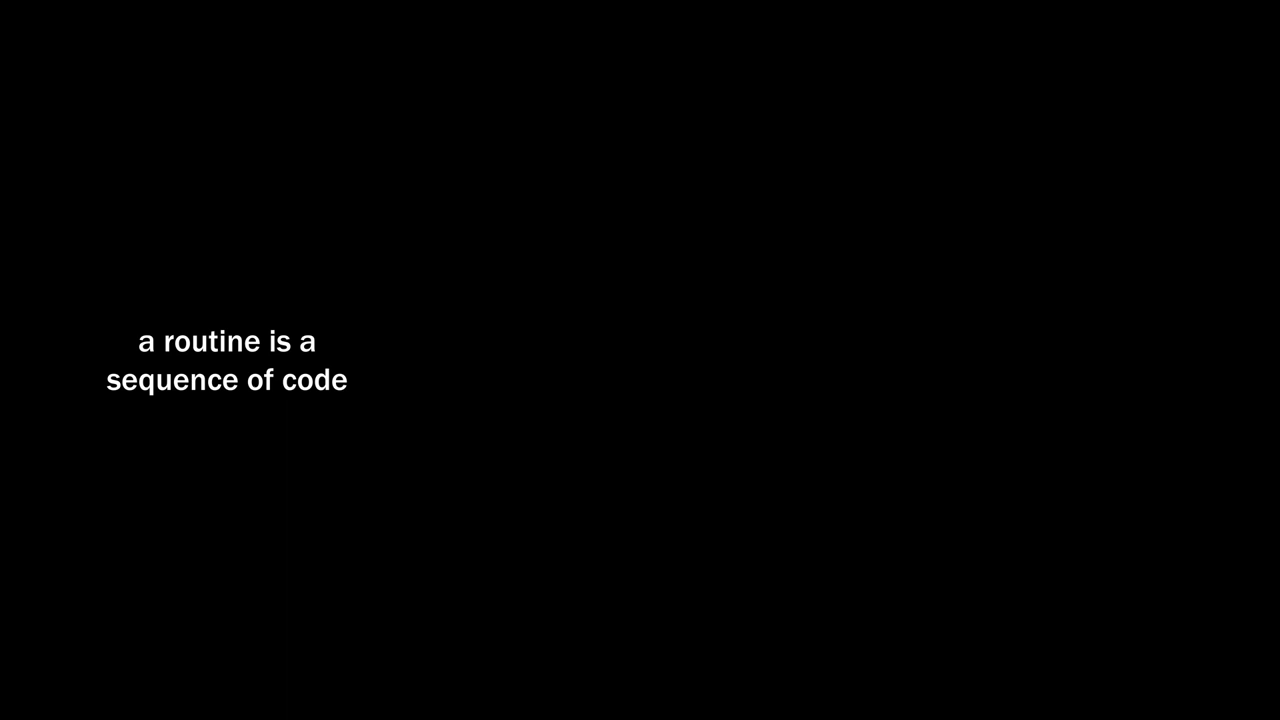 a routine is a
sequence of code